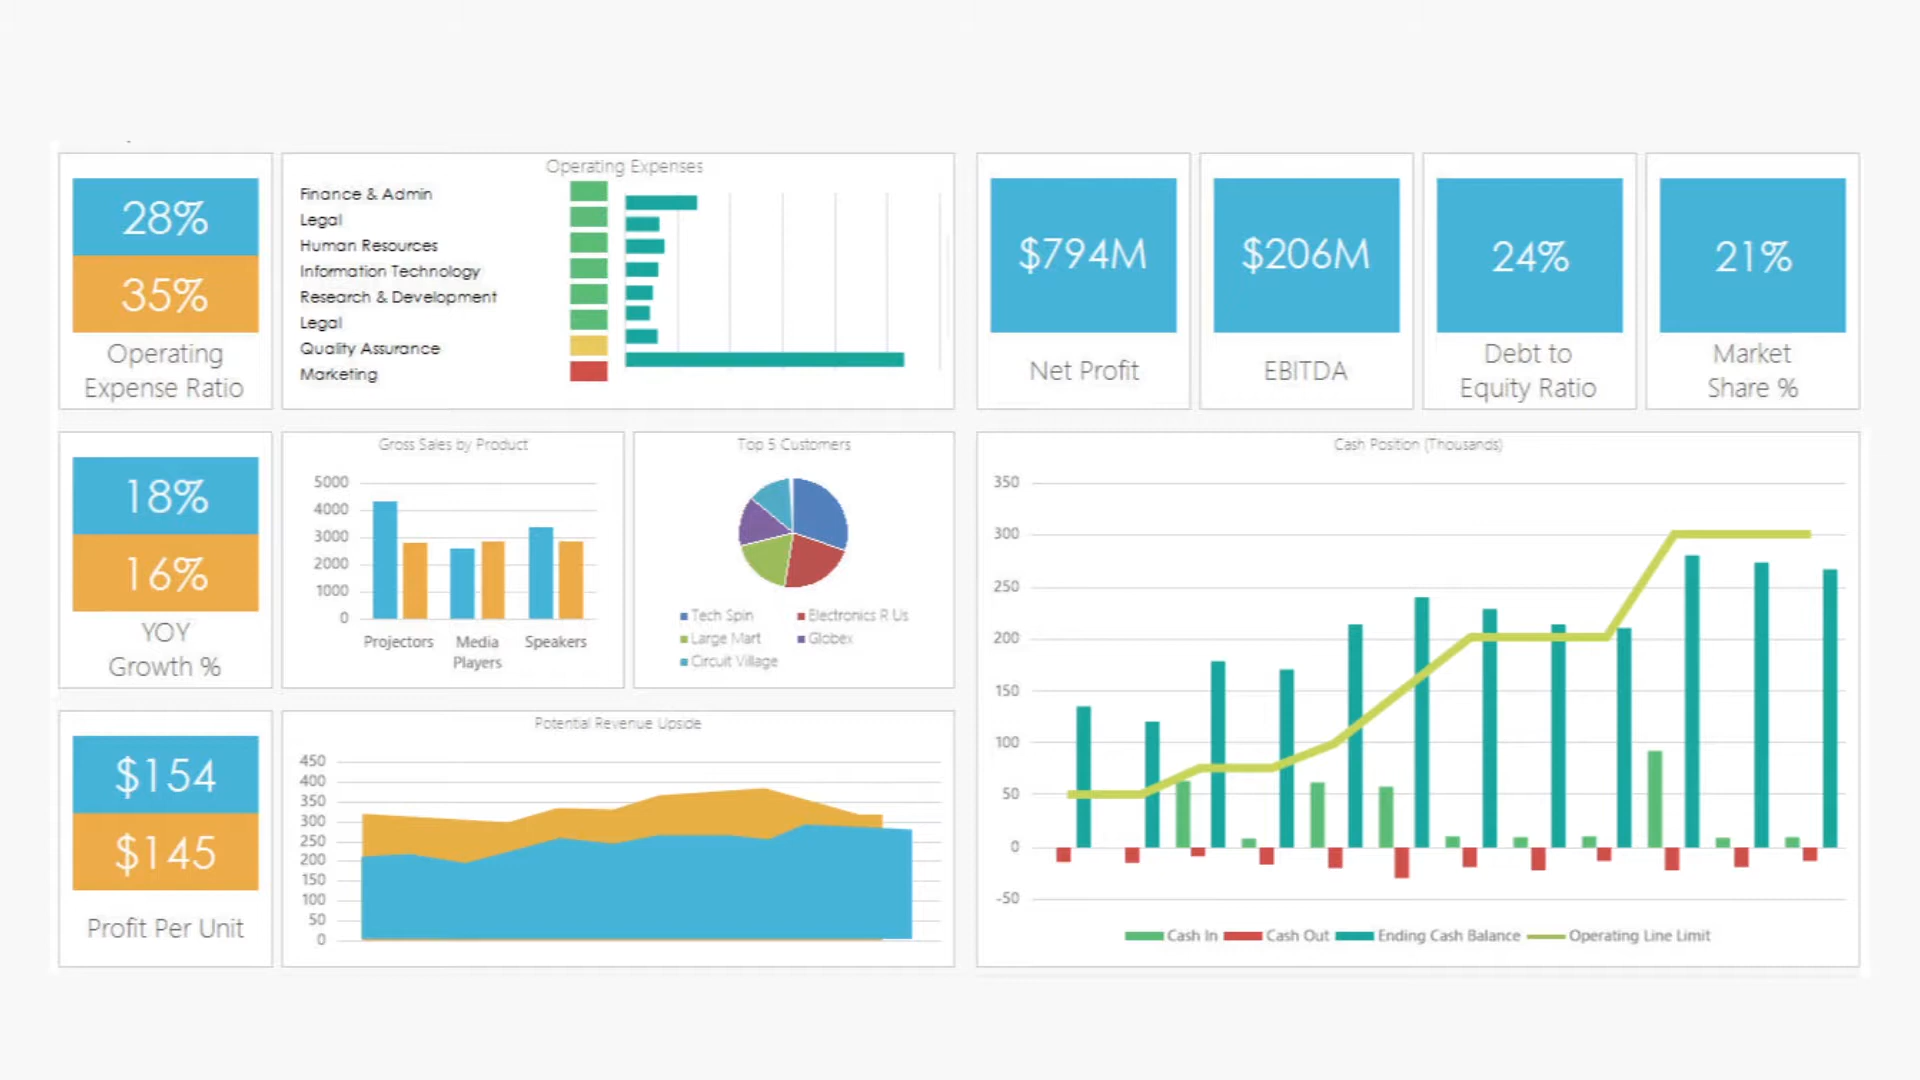 28%
35%
Operating
Expense Ratio
Operating Expenses
Finance & Admin
Legal
Human Resources
Information Technology
Research & Development
Legal
Quality Assurance
Marketing
$794M
Net Profit
$206M
EBITDA
24%
Debt to
Equity Ratio
21%
Market
Share %
18%
16%
YOY
Growth %
Gross Sales by Product
5000
4000
3000
2000
1000
0
Projectors
Media
Players
Speakers
Top 5 Customers
Tech Spin
Electronics R Us
Large Mart
Globex
Circuit Village
Cash Position (Thousands)
350
300
250
200
150
100
50
0
-50
Cash In Cash Out Ending Cash Balance Operating Line Limit
$154
$145
Profit Per Unit
Potential Revenue Upside
450
400
350
300
250
200
150
100
50
0